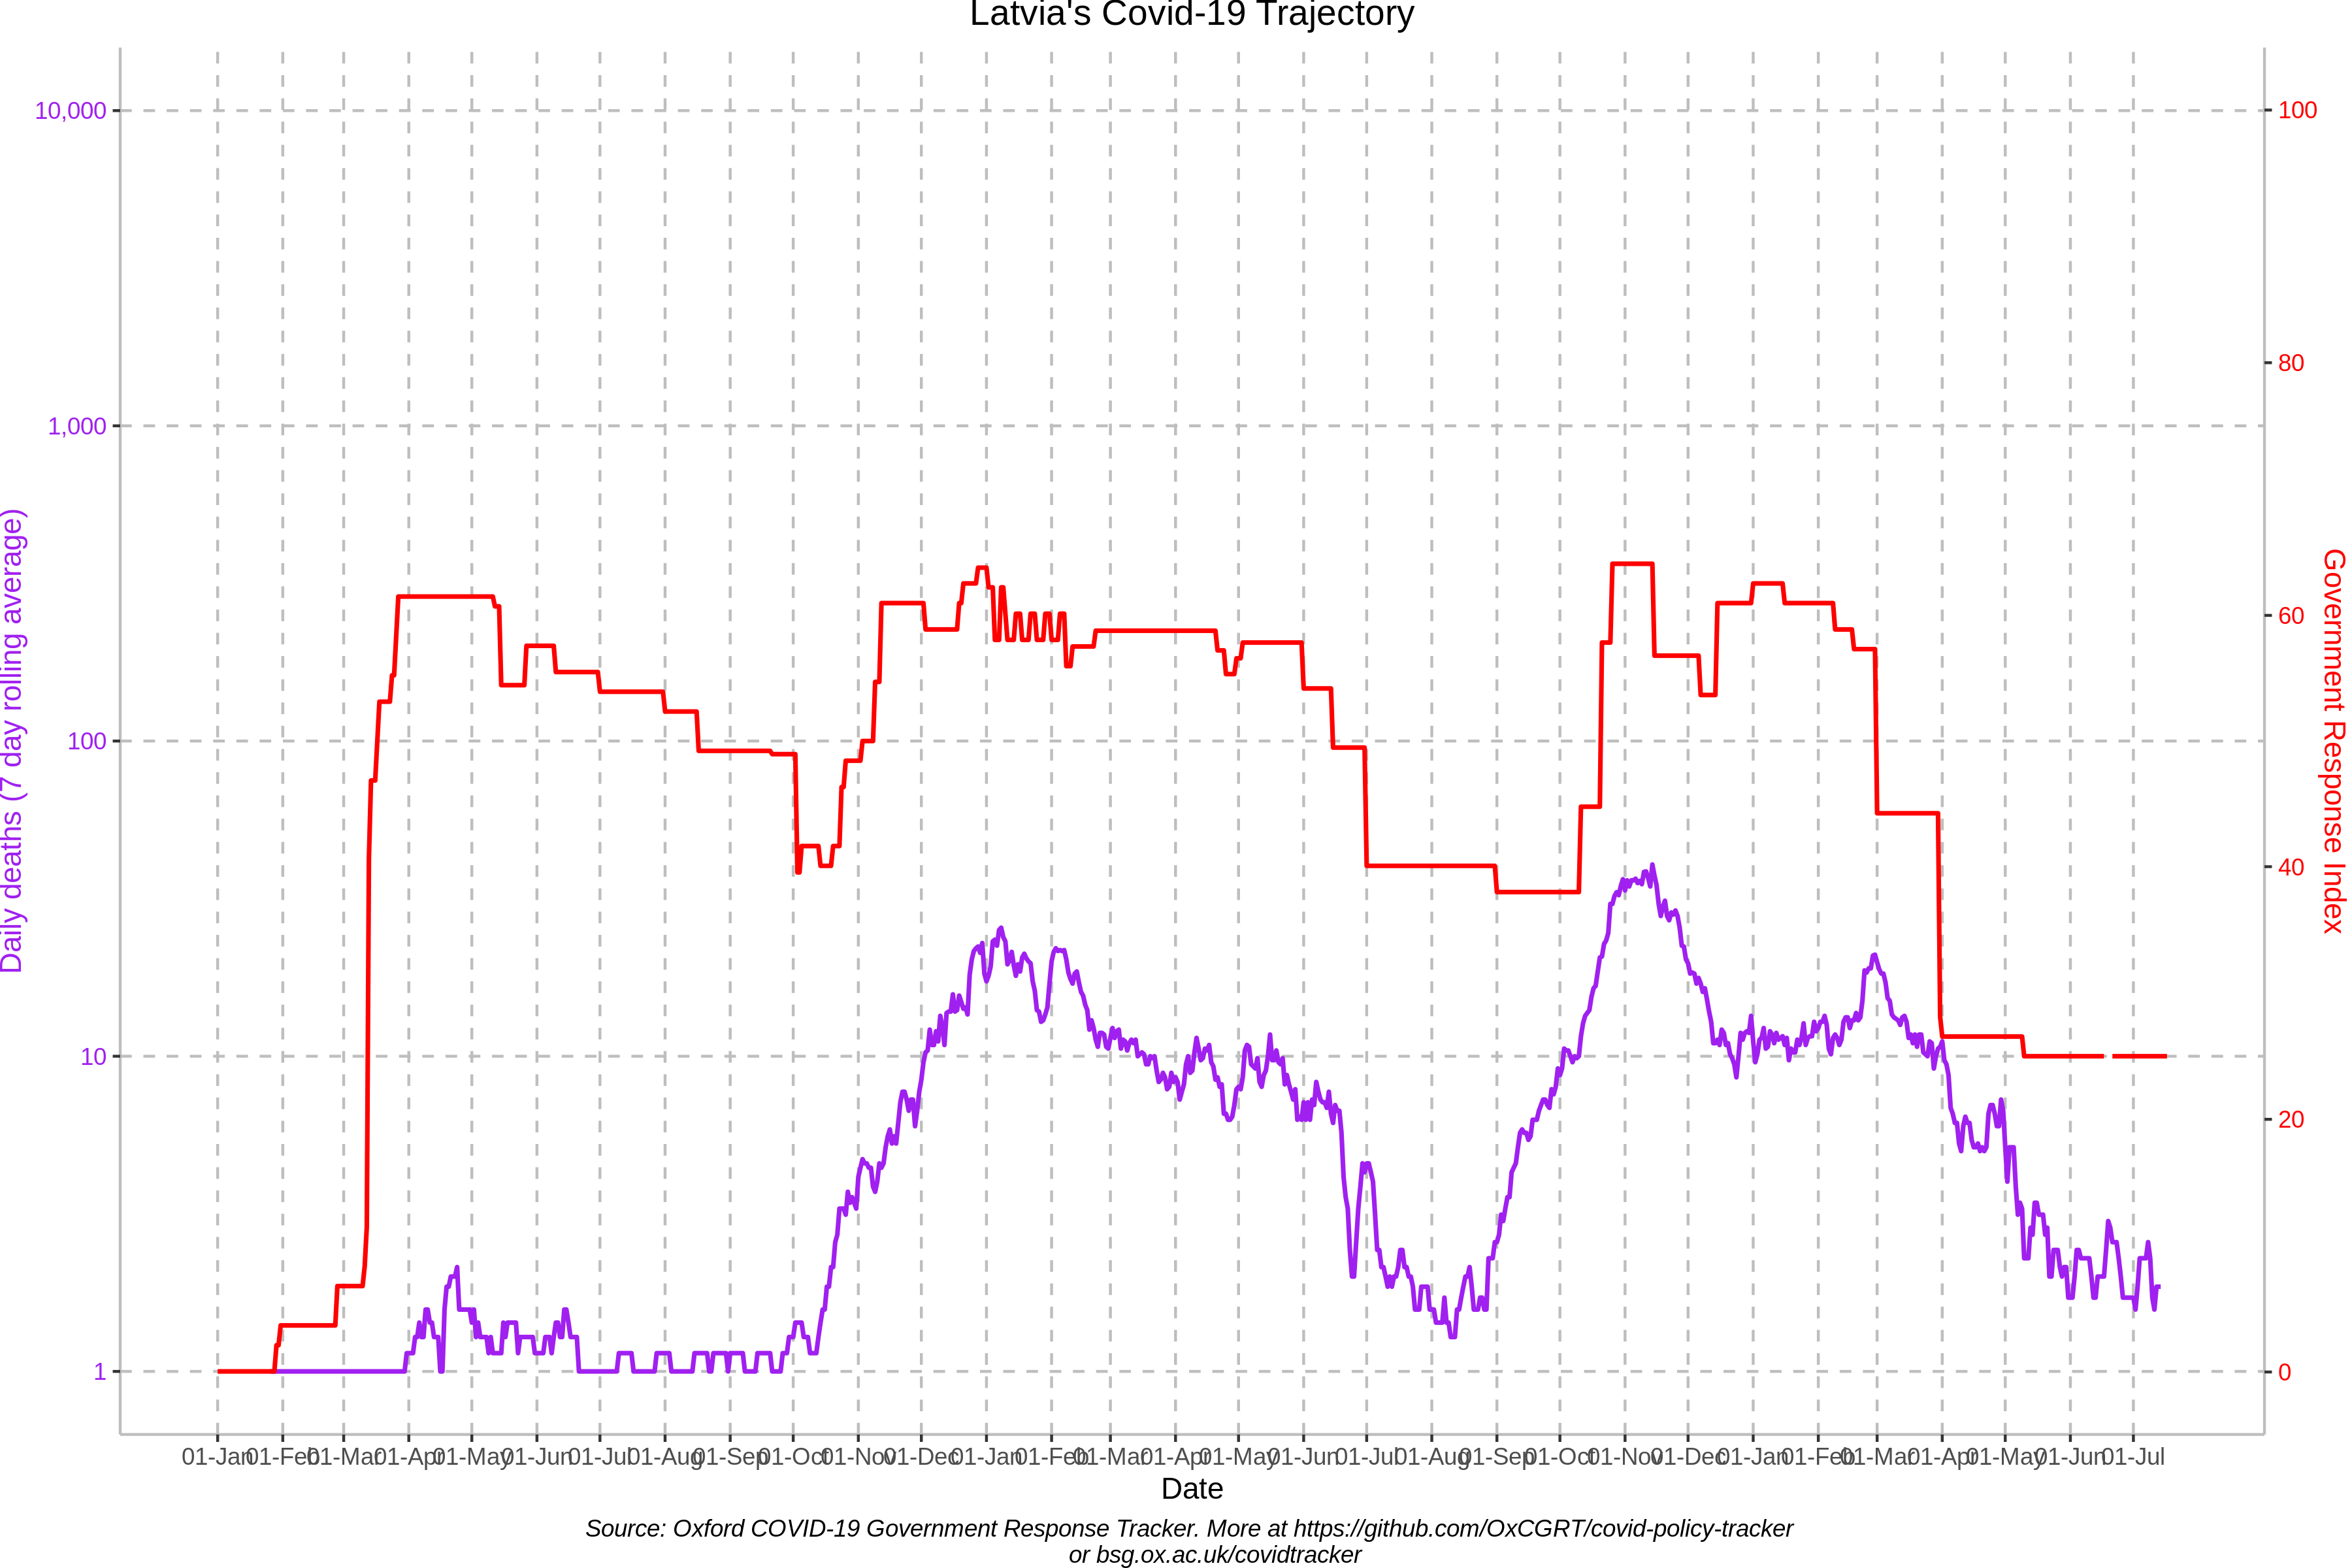 Latvia's Covid-19 Trajectory
10,000
1,000
100
10
1
Daily deaths (7 day rolling average)
100
80
60
40
20
0
Government Response Index
01-Jan 01-Feb 01-Mar 01-Apr 01-May 01-Jun 01-Jul 01-Aug 01-Sep 01-Oct 01-Nov 01-Dec 01-Jan 01-Feb 01-Mar 01-Apr 01-May 01-Jun 01-Jul 01-Aug 01-Sep 01-Oct 01-Nov 01-Dec 01-Jan 01-Feb 01-Mar 01-Apr 01-May 01-Jun 01-Jul
Date
Source: Oxford COVID-19 Government Response Tracker. More at https://github.com/OxCGRT/covid-policy-tracker
or bsg.ox.ac.uk/covidtracker